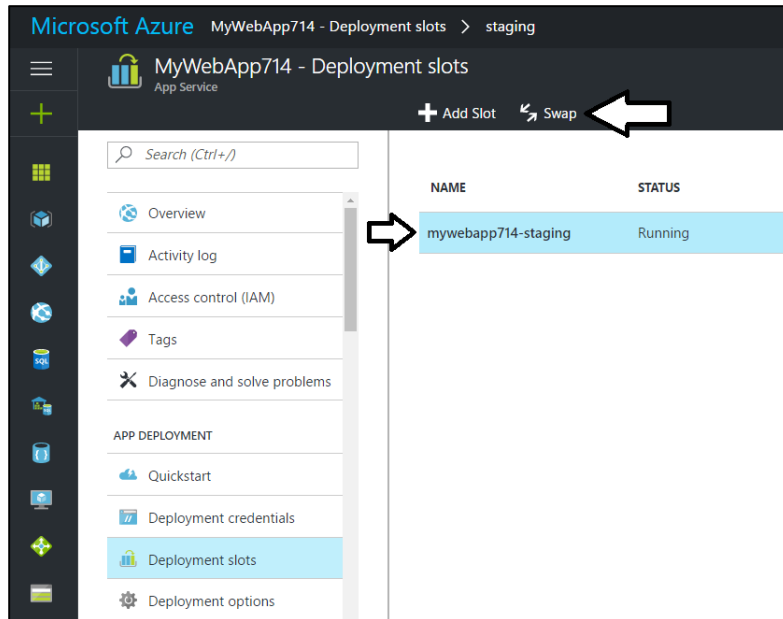 Microsoft Azure MyWebApp714 - Deployment slots > staging
MyWebApp714 - Deployment slots
App Service
Add Slot Swap
Search (Ctrl+/)
NAME STATUS
Overview
mywebapp714-staging Running
Activity log
Access control (IAM)
Tags
Diagnose and solve problems
APP DEPLOYMENT
Quickstart
Deployment credentials
Deployment slots
Deployment options
SQL